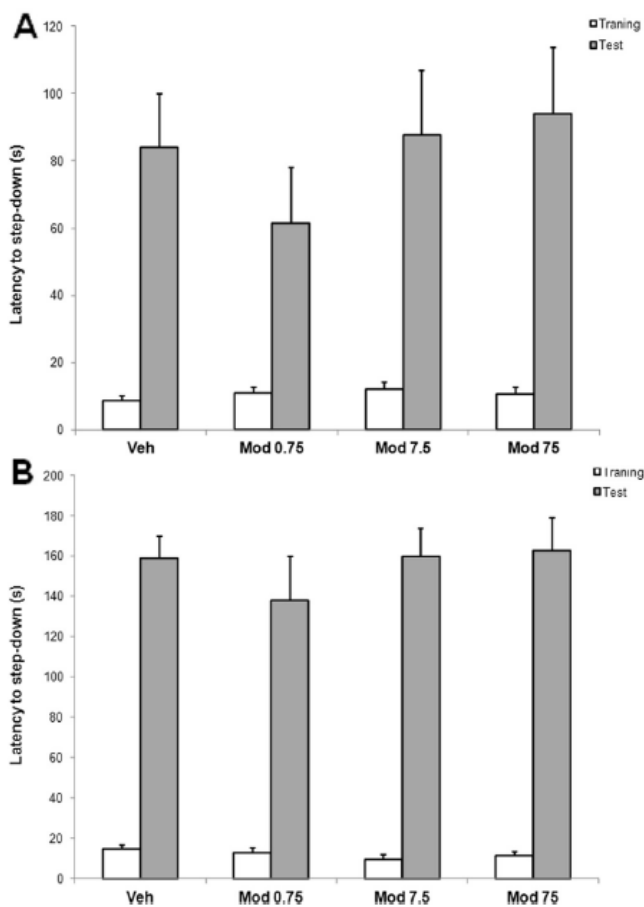 A
Traning
Test
Latency to step-down (s)
120
100
80
60
40
20
0
Veh
Mod 0.75
Mod 7.5
Mod 75
B
Traning
Test
Latency to step-down (s)
200
180
160
140
120
100
80
60
40
20
0
Veh
Mod 0.75
Mod 7.5
Mod 75